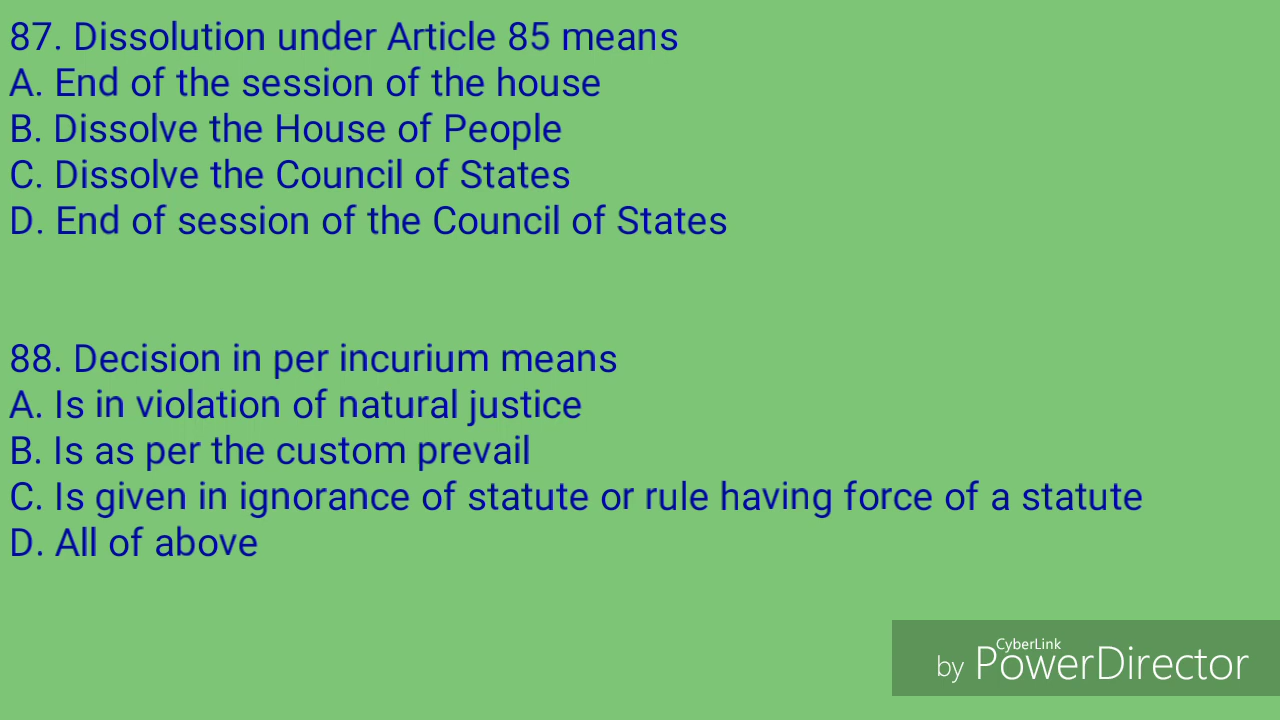 87. Dissolution under Article 85 means
A. End of the session of the house
B. Dissolve the House of People
C. Dissolve the Council of States
D. End of session of the Council of States
88. Decision in per incurium means
A. Is in violation of natural justice
B. Is as per the custom prevail
C. Is given in ignorance of statute or rule having force of a statute
D. All of above
CyberLink
by PowerDirector